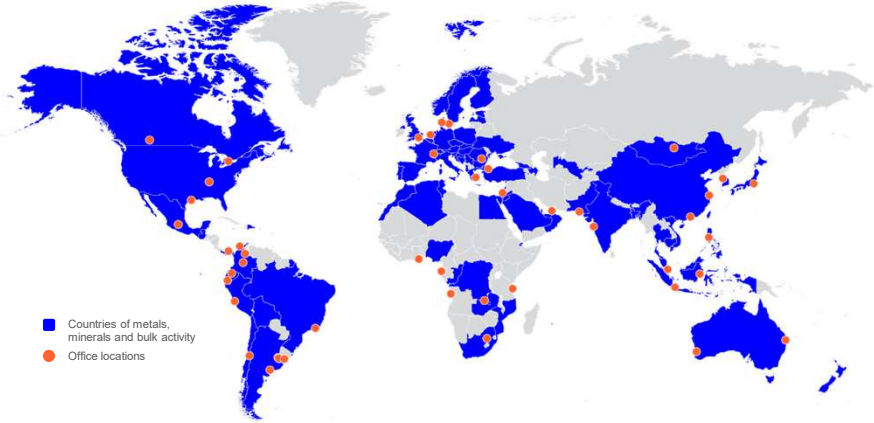 Countries of metals,
minerals and bulk activity
Office locations